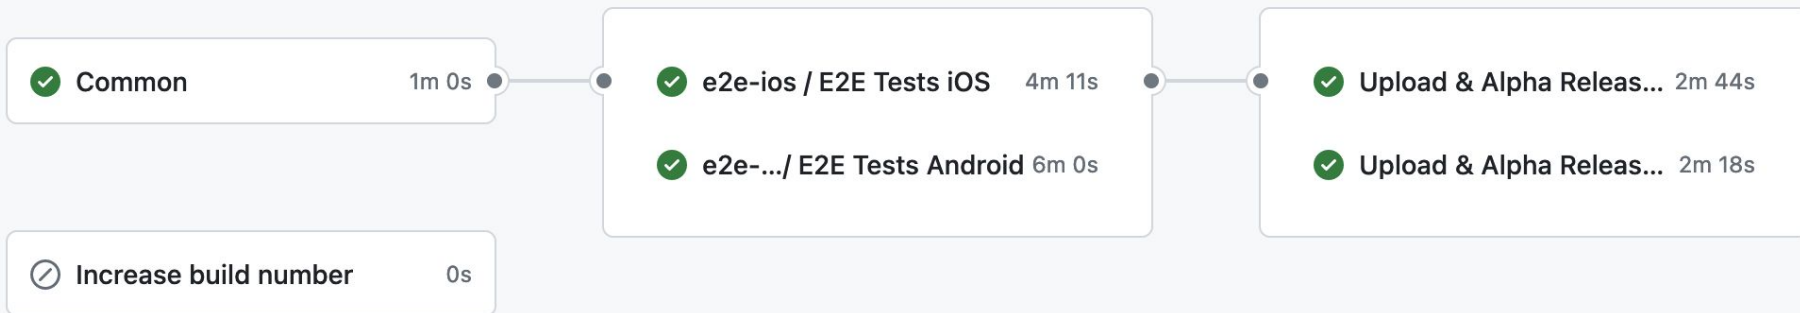 Common 1m 0s
e2e-ios / E2E Tests iOS 4m 11s
e2e-.../ E2E Tests Android 6m 0s
Upload & Alpha Releas... 2m 44s
Upload & Alpha Releas... 2m 18s
Increase build number 0s